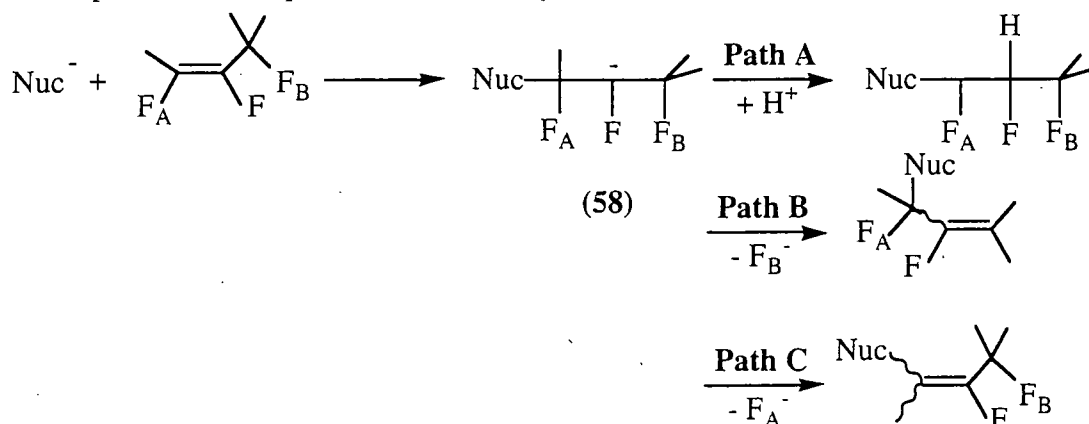 Nuc⁻ + F_A F F_B
Nuc - F_A F F_B
(58)
Path A
+ H⁺
Nuc H F_A F F_B
Path B
- F_B⁻
Nuc F_A F
Path C
- F_A⁻
Nuc F F_B